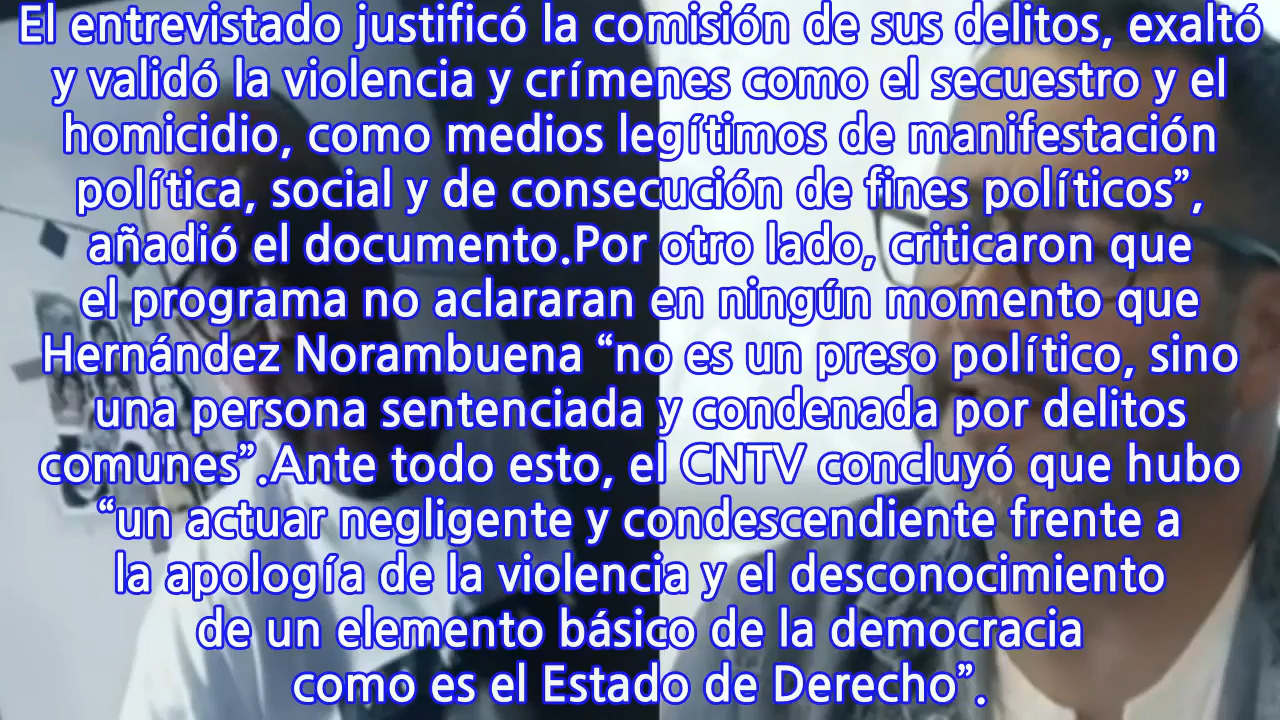 El entrevistado justificó la comisión de sus delitos, exaltó
y validó la violencia y crímenes como el secuestro y el
homicidio, como medios legítimos de manifestación
política, social y de consecución de fines políticos”,
añadió el documento.Por otro lado, criticaron que
el programa no aclararan en ningún momento que
Hernández Norambuena “no es un preso político, sino
una persona sentenciada y condenada por delitos
comunes”.Ante todo esto, el CNTV concluyó que hubo
“un actuar negligente y condescendiente frente a
la apología de la violencia y el desconocimiento
de un elemento básico de la democracia
como es el Estado de Derecho”.